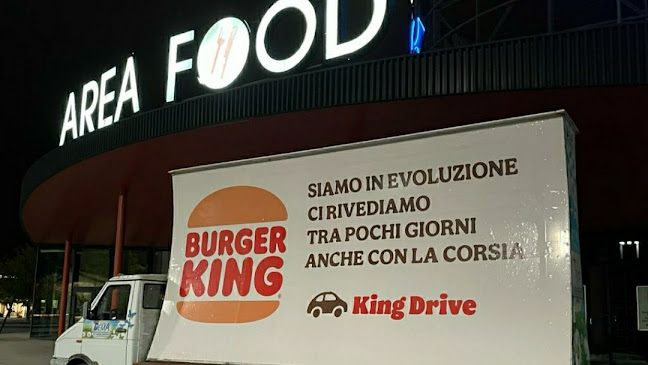 AREA FOOD
BURGER
KING
®
SIAMO IN EVOLUZIONE
CI RIVEDIAMO
TRA POCHI GIORNI
ANCHE CON LA CORSIA
King Drive